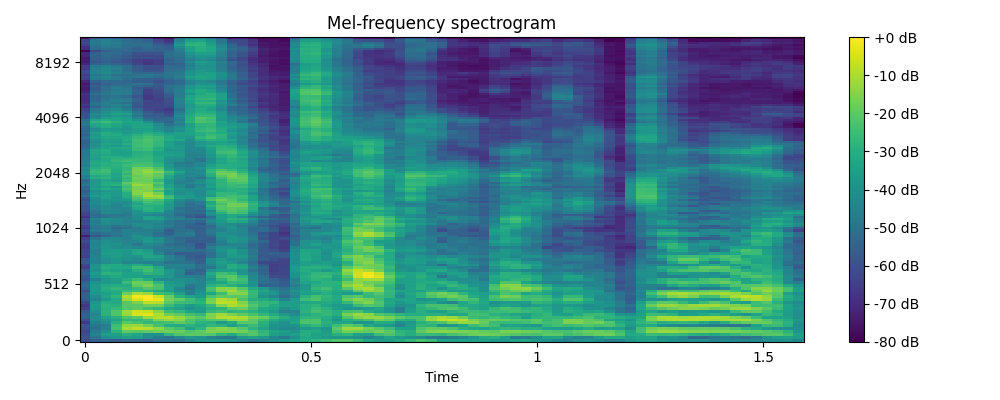 Mel-frequency spectrogram
Hz
8192
4096
2048
1024
512
0
0
0.5
1
1.5
Time
+0 dB
-10 dB
-20 dB
-30 dB
-40 dB
-50 dB
-60 dB
-70 dB
-80 dB